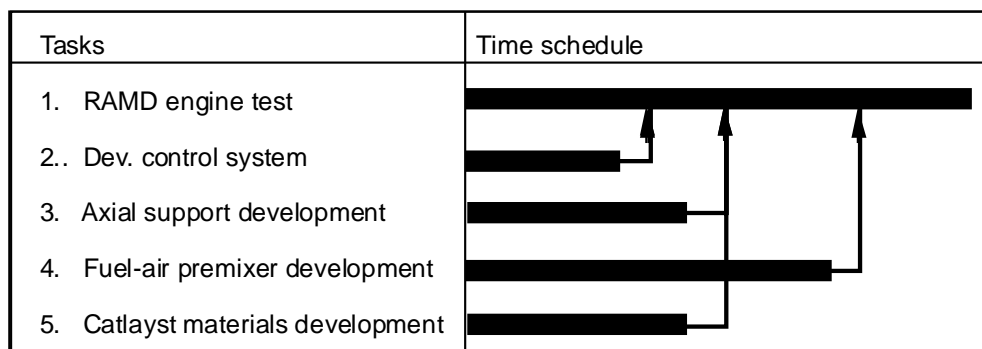 Tasks Time schedule
1. RAMD engine test
2.. Dev. control system
3. Axial support development
4. Fuel-air premixer development
5. Catlayst materials development